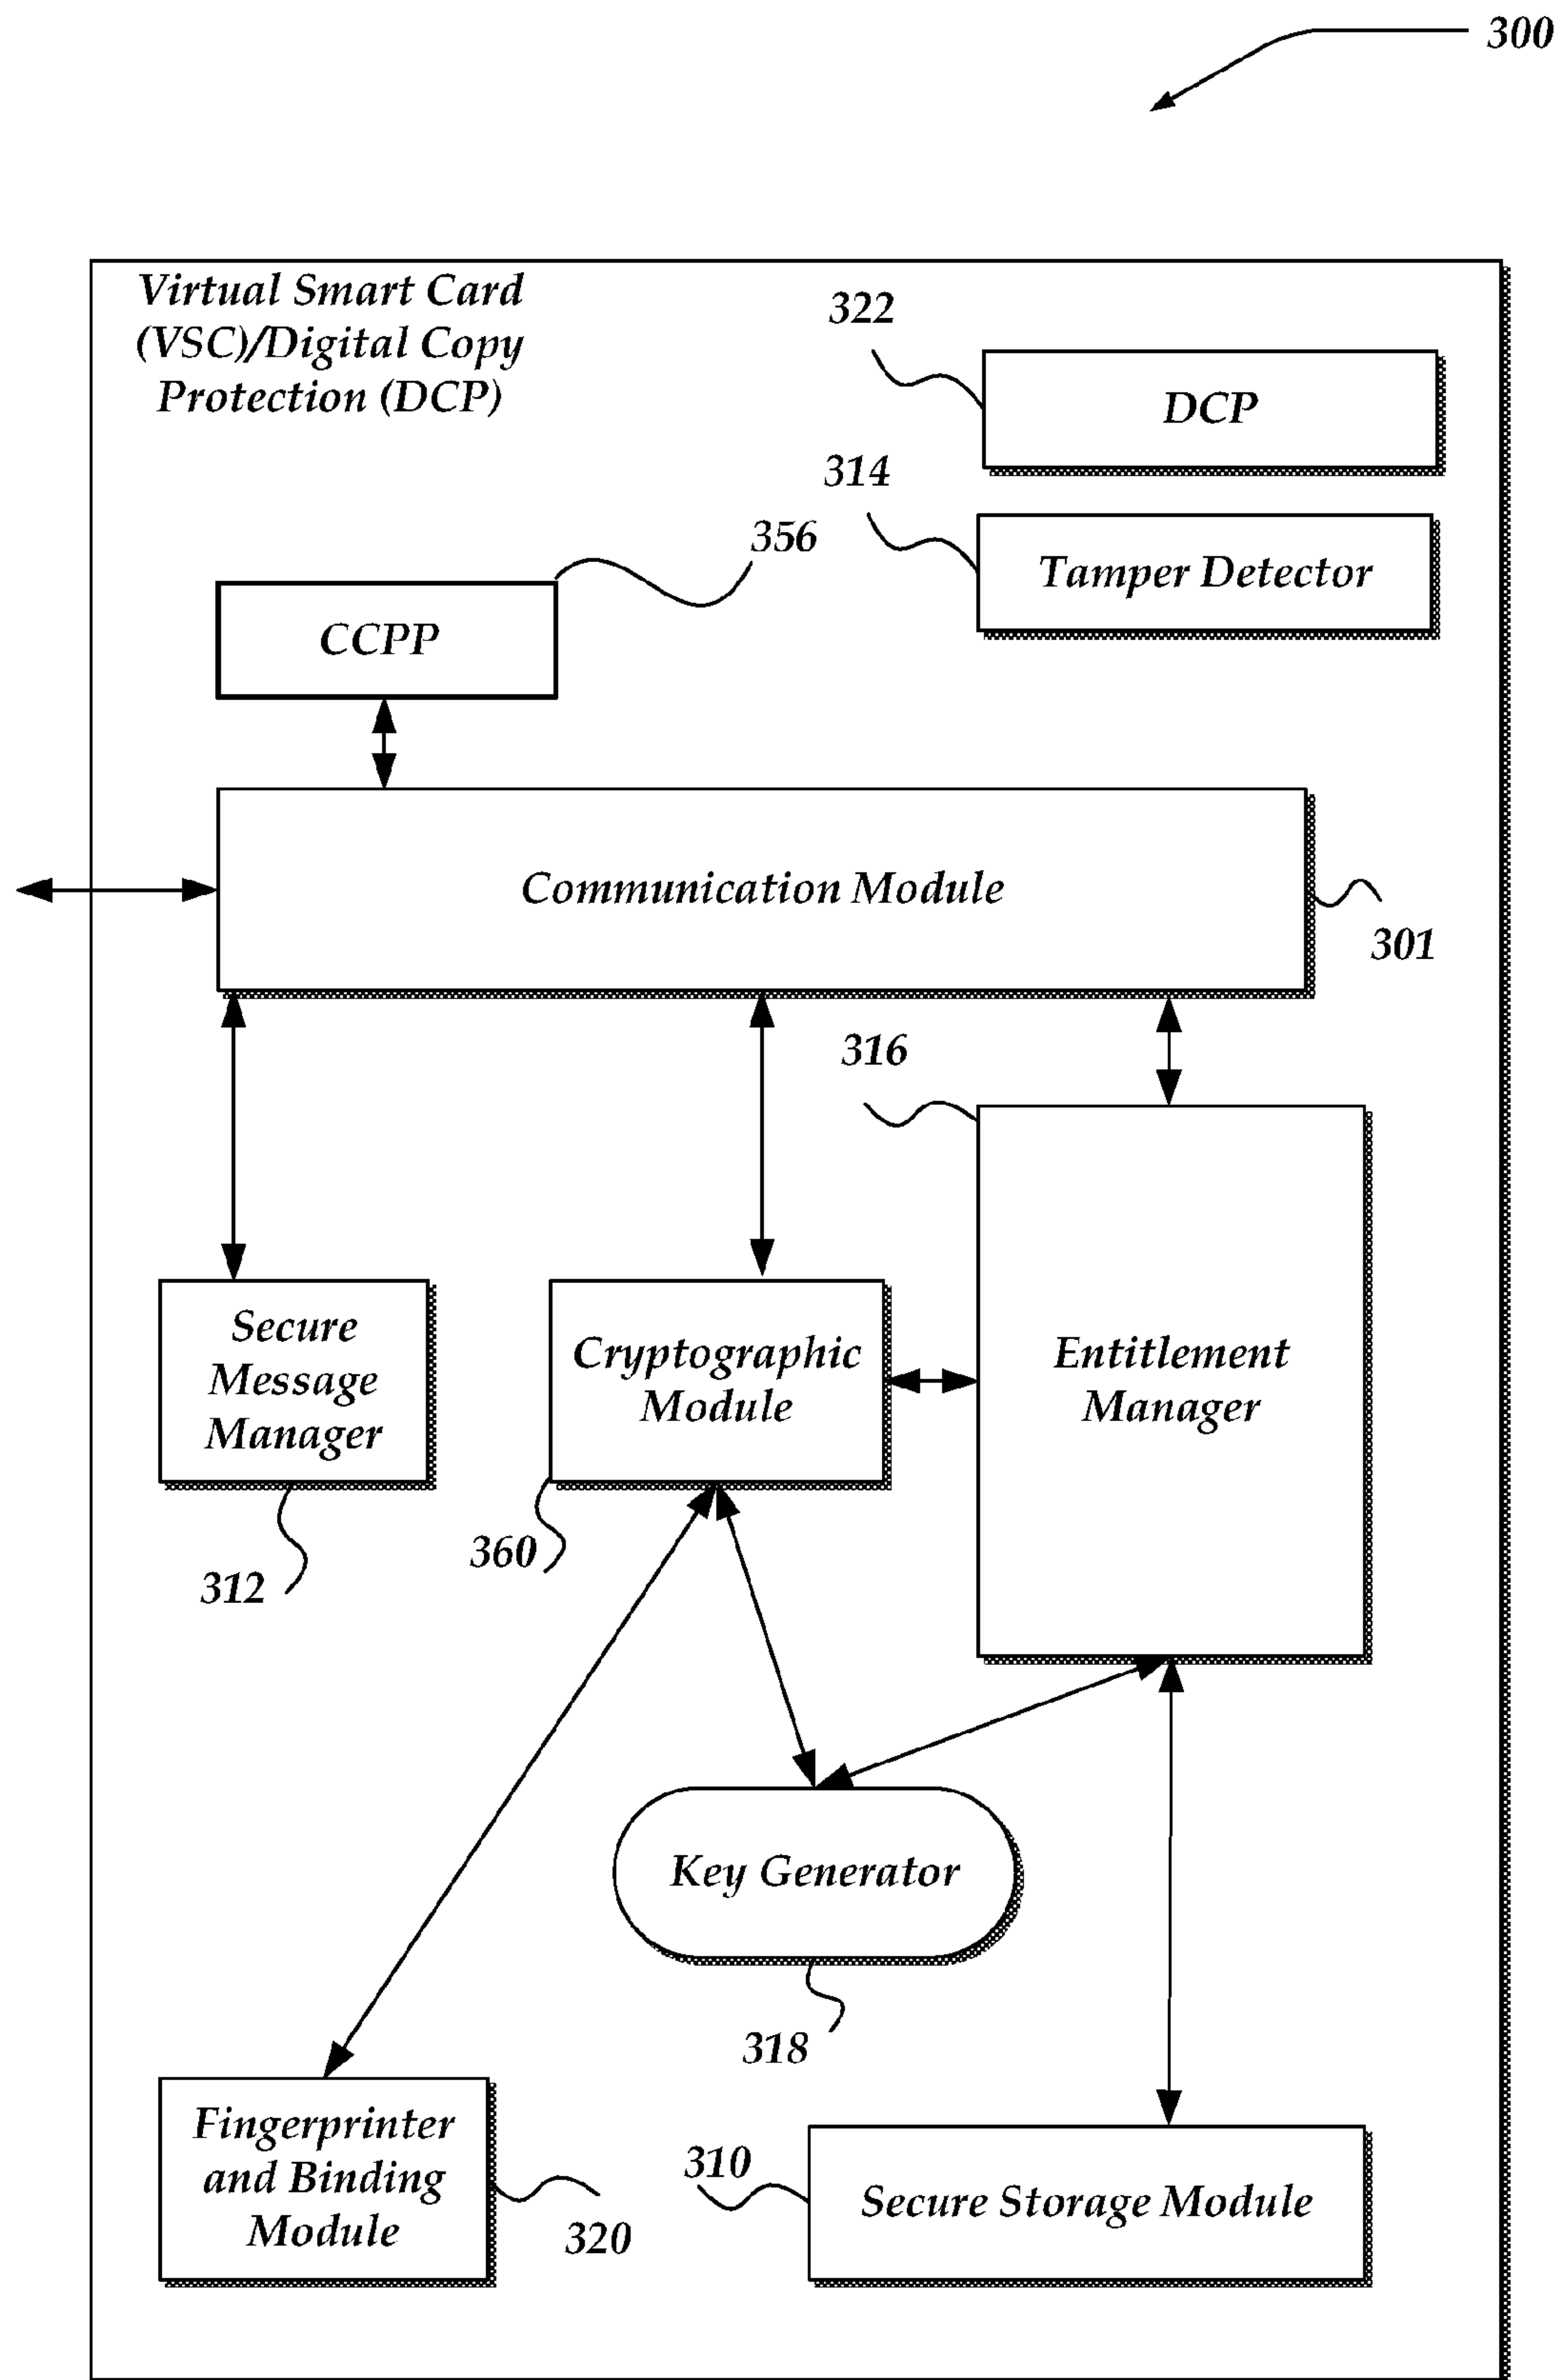 300
Virtual Smart Card
(VSC)/Digital Copy
Protection (DCP)
322
DCP
314
Tamper Detector
356
CCPP
Communication Module
301
316
Secure
Message
Manager
312
Cryptographic
Module
360
Entitlement
Manager
Key Generator
318
Fingerprinter
and Binding
Module
320
310
Secure Storage Module